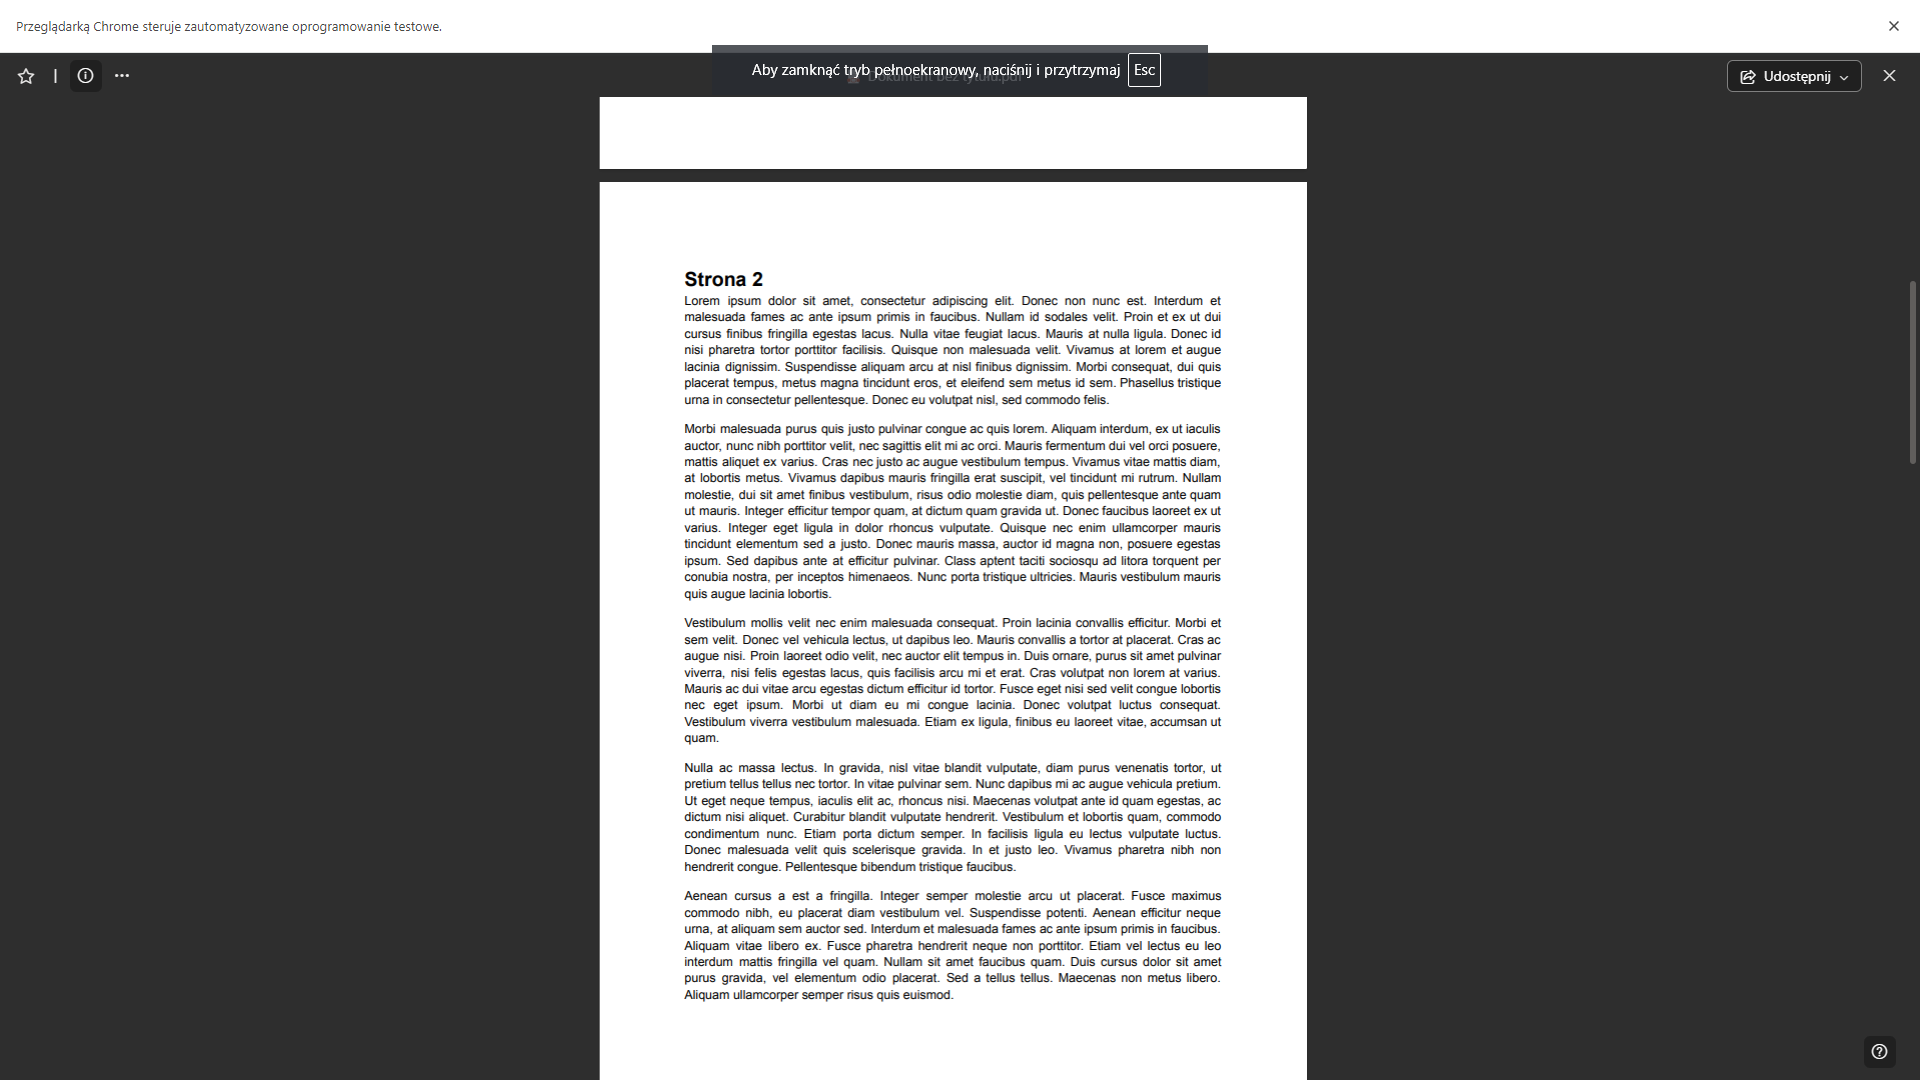 Przeglądarką Chrome steruje zautomatyzowane oprogramowanie testowe.
Aby zamknąć tryb pełnoekranowy, naciśnij i przytrzymaj Esc
Dokument bez tytułu.pdf
Udostępnij
Strona 2
Lorem ipsum dolor sit amet, consectetur adipiscing elit. Donec non nunc est. Interdum et
malesuada fames ac ante ipsum primis in faucibus. Nullam id sodales velit. Proin et ex ut dui
cursus finibus fringilla egestas lacus. Nulla vitae feugiat lacus. Mauris at nulla ligula. Donec id
nisi pharetra tortor porttitor facilisis. Quisque non malesuada velit. Vivamus at lorem et augue
lacinia dignissim. Suspendisse aliquam arcu at nisl finibus dignissim. Morbi consequat, dui quis
placerat tempus, metus magna tincidunt eros, et eleifend sem metus id sem. Phasellus tristique
urna in consectetur pellentesque. Donec eu volutpat nisl, sed commodo felis.
Morbi malesuada purus quis justo pulvinar congue ac quis lorem. Aliquam interdum, ex ut iaculis
auctor, nunc nibh porttitor velit, nec sagittis elit mi ac orci. Mauris fermentum dui vel orci posuere,
mattis aliquet ex varius. Cras nec justo ac augue vestibulum tempus. Vivamus vitae mattis diam,
at lobortis metus. Vivamus dapibus mauris fringilla erat suscipit, vel tincidunt mi rutrum. Nullam
molestie, dui sit amet finibus vestibulum, risus odio molestie diam, quis pellentesque ante quam
ut mauris. Integer efficitur tempor quam, at dictum quam gravida ut. Donec faucibus laoreet ex ut
varius. Integer eget ligula in dolor rhoncus vulputate. Quisque nec enim ullamcorper mauris
tincidunt elementum sed a justo. Donec mauris massa, auctor id magna non, posuere egestas
ipsum. Sed dapibus ante at efficitur pulvinar. Class aptent taciti sociosqu ad litora torquent per
conubia nostra, per inceptos himenaeos. Nunc porta tristique ultricies. Mauris vestibulum mauris
quis augue lacinia lobortis.
Vestibulum mollis velit nec enim malesuada consequat. Proin lacinia convallis efficitur. Morbi et
sem velit. Donec vel vehicula lectus, ut dapibus leo. Mauris convallis a tortor at placerat. Cras ac
augue nisi. Proin laoreet odio velit, nec auctor elit tempus in. Duis ornare, purus sit amet pulvinar
viverra, nisi felis egestas lacus, quis facilisis arcu mi et erat. Cras volutpat non lorem at varius.
Mauris ac dui vitae arcu egestas dictum efficitur id tortor. Fusce eget nisi sed velit congue lobortis
nec eget ipsum. Morbi ut diam eu mi congue lacinia. Donec volutpat luctus consequat.
Vestibulum viverra vestibulum malesuada. Etiam ex ligula, finibus eu laoreet vitae, accumsan ut
quam.
Nulla ac massa lectus. In gravida, nisl vitae blandit vulputate, diam purus venenatis tortor, ut
pretium tellus tellus nec tortor. In vitae pulvinar sem. Nunc dapibus mi ac augue vehicula pretium.
Ut eget neque tempus, iaculis elit ac, rhoncus nisi. Maecenas volutpat ante id quam egestas, ac
dictum nisi aliquet. Curabitur blandit vulputate hendrerit. Vestibulum et lobortis quam, commodo
condimentum nunc. Etiam porta dictum semper. In facilisis ligula eu lectus vulputate luctus.
Donec malesuada velit quis scelerisque gravida. In et justo leo. Vivamus pharetra nibh non
hendrerit congue. Pellentesque bibendum tristique faucibus.
Aenean cursus a est a fringilla. Integer semper molestie arcu ut placerat. Fusce maximus
commodo nibh, eu placerat diam vestibulum vel. Suspendisse potenti. Aenean efficitur neque
urna, at aliquam sem auctor sed. Interdum et malesuada fames ac ante ipsum primis in faucibus.
Aliquam vitae libero ex. Fusce pharetra hendrerit neque non porttitor. Etiam vel lectus eu leo
interdum mattis fringilla vel quam. Nullam sit amet faucibus quam. Duis cursus dolor sit amet
purus gravida, vel elementum odio placerat. Sed a tellus tellus. Maecenas non metus libero.
Aliquam ullamcorper semper risus quis euismod.